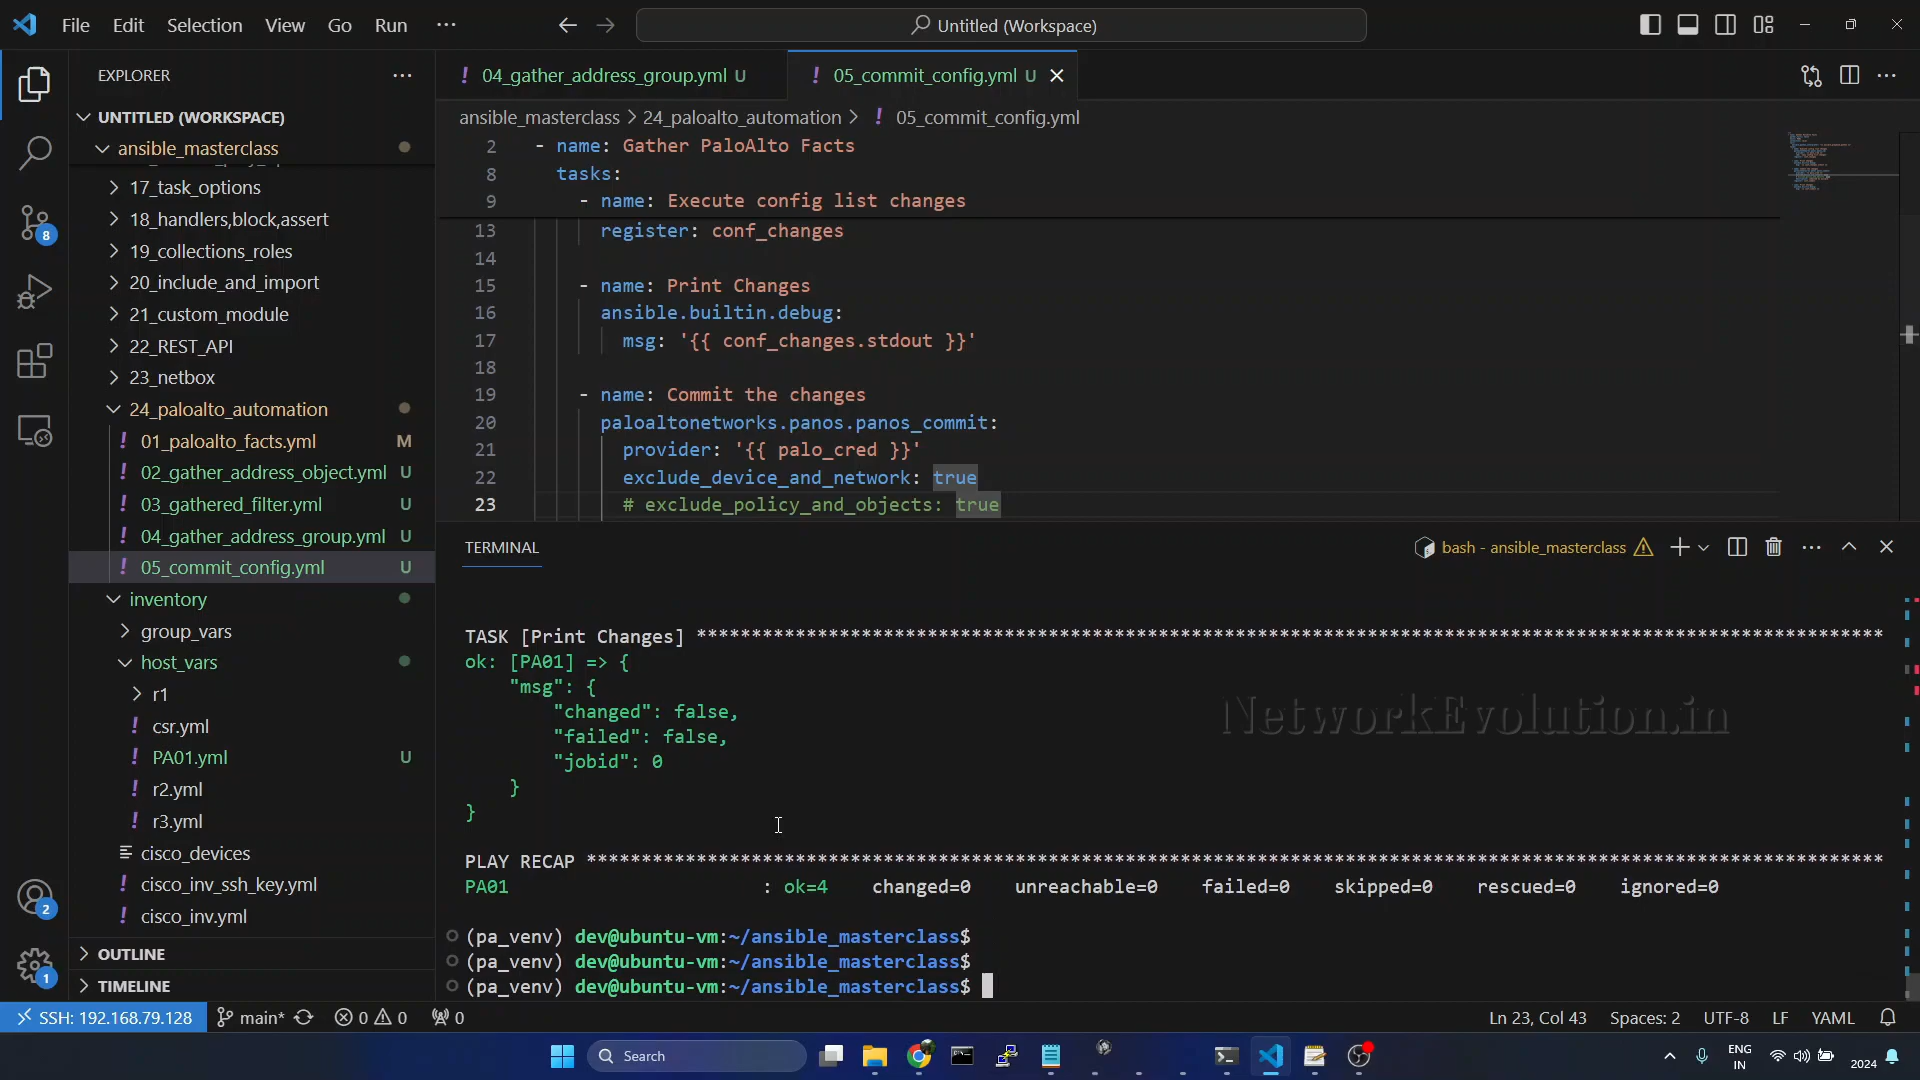 File Edit Selection View Go Run ···
Untitled (Workspace)
EXPLORER
UNTITLED (WORKSPACE)
ansible_masterclass
17_task_options
18_handlers,block,assert
19_collections_roles
20_include_and_import
21_custom_module
22_REST_API
23_netbox
24_paloalto_automation
01_paloalto_facts.yml M
02_gather_address_object.yml U
03_gathered_filter.yml U
04_gather_address_group.yml U
05_commit_config.yml U
inventory
group_vars
host_vars
r1
csr.yml
PA01.yml U
r2.yml
r3.yml
cisco_devices
cisco_inv_ssh_key.yml
cisco_inv.yml
OUTLINE
TIMELINE
8
2
1
! 04_gather_address_group.yml U
! 05_commit_config.yml U
ansible_masterclass > 24_paloalto_automation > ! 05_commit_config.yml
2 - name: Gather PaloAlto Facts
8 tasks:
9 - name: Execute config list changes
13 register: conf_changes
14
15 - name: Print Changes
16 ansible.builtin.debug:
17 msg: '{{ conf_changes.stdout }}'
18
19 - name: Commit the changes
20 paloaltonetworks.panos.panos_commit:
21 provider: '{{ palo_cred }}'
22 exclude_device_and_network: true
23 # exclude_policy_and_objects: true
TERMINAL
bash - ansible_masterclass
TASK [Print Changes] ******************************************************************************************************
ok: [PA01] => {
"msg": {
"changed": false,
"failed": false,
"jobid": 0
}
}
NetworkEvolution.in
PLAY RECAP ****************************************************************************************************************
PA01 : ok=4 changed=0 unreachable=0 failed=0 skipped=0 rescued=0 ignored=0
(pa_venv) dev@ubuntu-vm:~/ansible_masterclass$
(pa_venv) dev@ubuntu-vm:~/ansible_masterclass$
(pa_venv) dev@ubuntu-vm:~/ansible_masterclass$
SSH: 192.168.79.128 main* 0 0 0 Ln 23, Col 43 Spaces: 2 UTF-8 LF YAML
Search
ENG
IN
2024